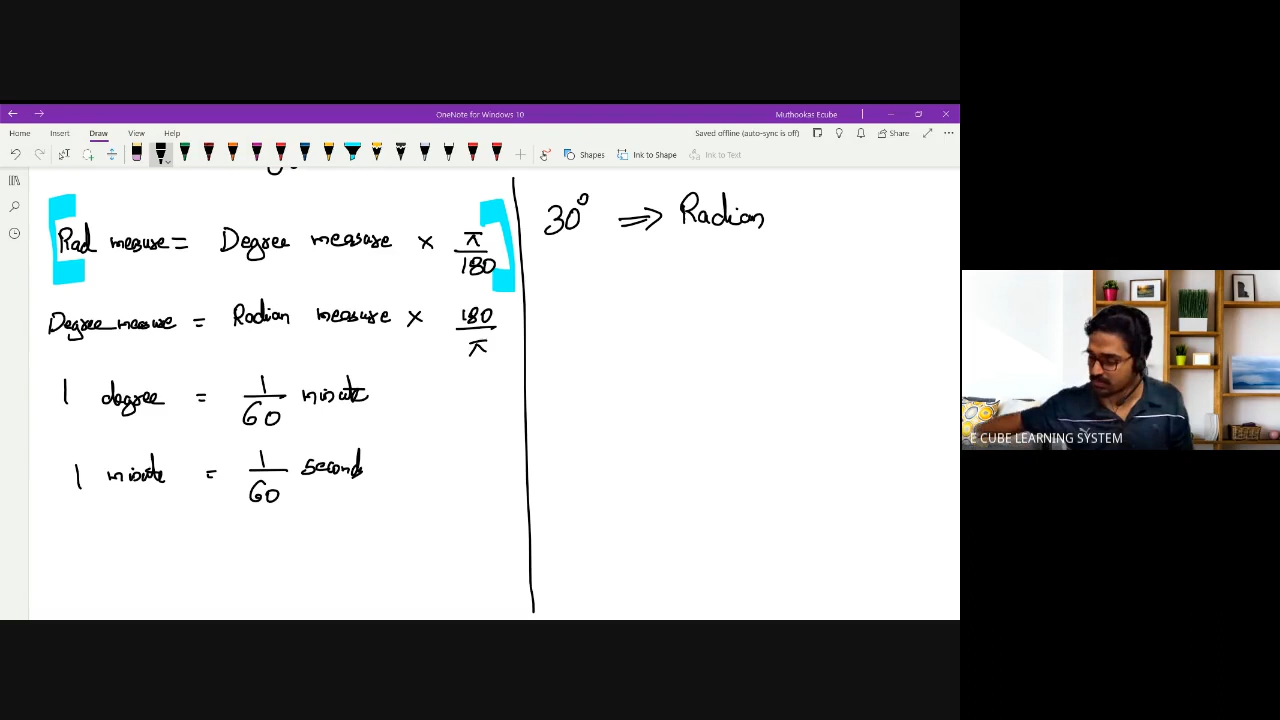 OneNote for Windows 10
Muthookas Ecube
Home Insert Draw View Help
Saved offline (auto-sync is off)
Share
Shapes
Ink to Shape
Ink to Text
Rad measure = Degree measure × π/180
Degree measure = Radian measure × 180/π
1 degree = 1/60 minute
1 minute = 1/60 second
30° ⇒ Radian
E CUBE LEARNING SYSTEM